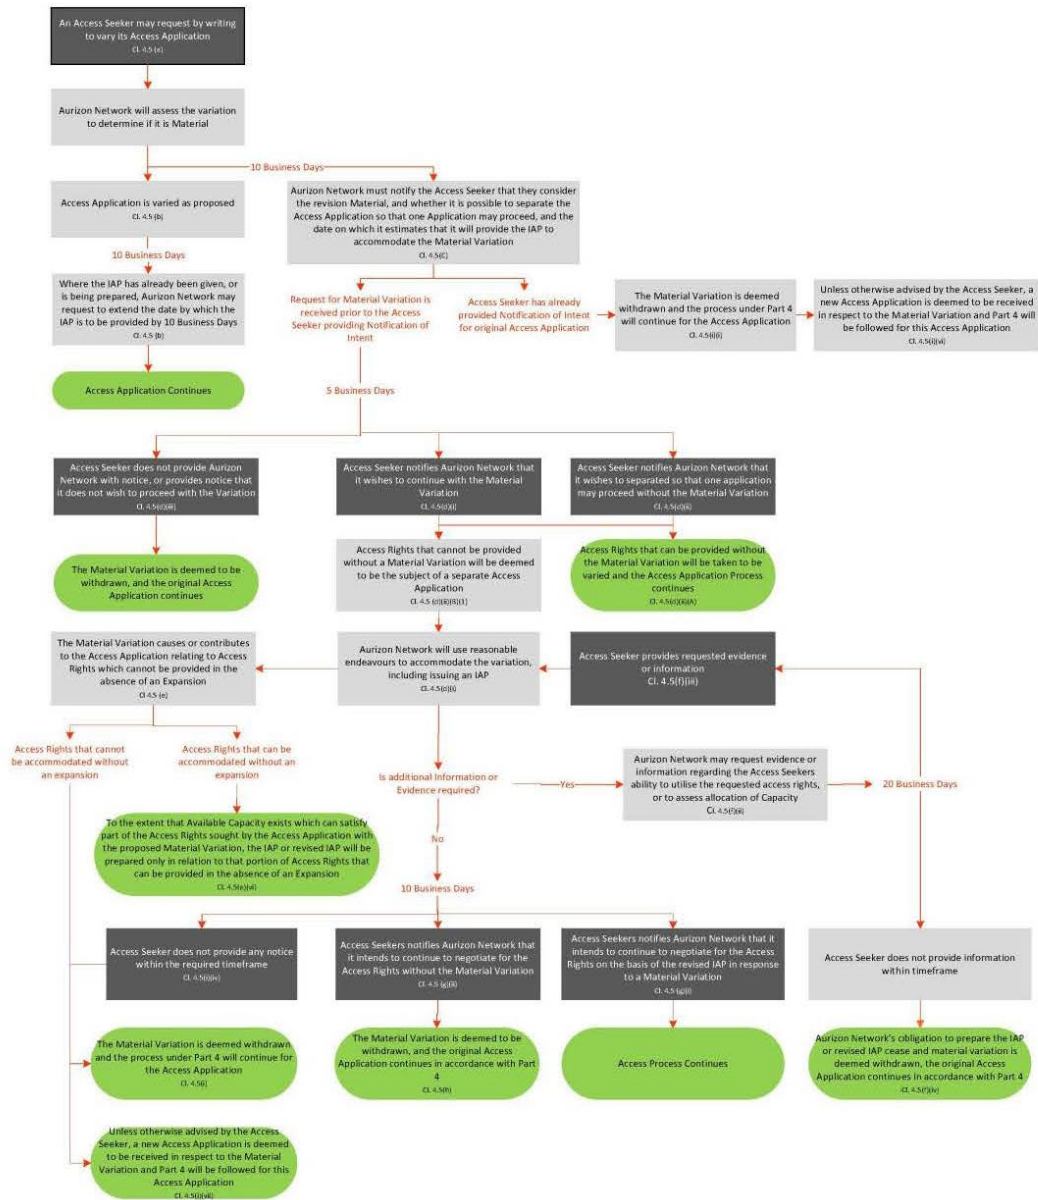 An Access Seeker may request by writing
to vary its Access Application
Aurizon Network will assess the variation
to determine if it is Material
10 Business Days
Access Application is varied as proposed
Cl. 4.5 (b)
Aurizon Network must notify the Access Seeker that they consider
the revision Material, and whether it is possible to separate the
Access Application so that one Application may proceed, and the
date on which it estimates that it will provide the IAP to
accommodate the Material Variation
Cl. 4.5(C)
10 Business Days
Where the IAP has already been given, or
is being prepared, Aurizon Network may
request to extend the date by which the
IAP is to be provided by 10 Business Days
Cl. 4.5 (b)
Access Application Continues
Request for Material Variation is
received prior to the Access
Seeker providing Notification of
Intent
Access Seeker has already
provided Notification of Intent
for original Access Application
The Material Variation is deemed
withdrawn and the process under Part 4
will continue for the Access Application
Unless otherwise advised by the Access Seeker, a
new Access Application is deemed to be received
in respect to the Material Variation and Part 4 will
be followed for this Access Application
5 Business Days
Access Seeker does not provide Aurizon
Network with notice, or provides notice that
it does not wish to proceed with the Variation
Access Seeker notifies Aurizon Network that
it wishes to continue with the Material
Variation
Access Seeker notifies Aurizon Network that
it wishes to separated so that one application
may proceed without the Material Variation
The Material Variation is deemed to be
withdrawn, and the original Access
Application continues
Access Rights that cannot be provided
without a Material Variation will be deemed
to be the subject of a separate Access
Application
Access Rights that can be provided without
the Material Variation will be taken to be
varied and the Access Application Process
continues
The Material Variation causes or contributes
to the Access Application relating to Access
Rights which cannot be provided in the
absence of an Expansion
Cl 4.5 (e)
Aurizon Network will use reasonable
endeavours to accommodate the variation,
including issuing an IAP
Access Seeker provides requested evidence
or information
Cl. 4.5(f)(iii)
Access Rights that cannot
be accommodated without
an expansion
Access Rights that can be
accommodated without an
expansion
Is additional Information or
Evidence required?
Yes
Aurizon Network may request evidence or
information regarding the Access Seekers
ability to utilise the requested access rights,
or to assess allocation of Capacity
Cl. 4.5(f)(ii)
20 Business Days
To the extent that Available Capacity exists which can satisfy
part of the Access Rights sought by the Access Application with
the proposed Material Variation, the IAP or revised IAP will be
prepared only in relation to that portion of Access Rights that
can be provided in the absence of an Expansion
No
10 Business Days
Access Seeker does not provide any notice
within the required timeframe
Access Seekers notifies Aurizon Network that
it intends to continue to negotiate for the
Access Rights without the Material Variation
Cl. 4.5 (g)(ii)
Access Seekers notifies Aurizon Network that it
intends to continue to negotiate for the Access
Rights on the basis of the revised IAP in response
to a Material Variation
Cl. 4.5 (g)(i)
Access Seeker does not provide information
within timeframe
The Material Variation is deemed withdrawn
and the process under Part 4 will continue for
the Access Application
The Material Variation is deemed to be
withdrawn, and the original Access
Application continues in accordance with Part
4
Cl. 4.5(h)
Access Process Continues
Aurizon Network's obligation to prepare the IAP
or revised IAP cease and material variation is
deemed withdrawn, the original Access
Application continues in accordance with Part 4
Cl. 4.5(f)(iv)
Unless otherwise advised by the Access
Seeker, a new Access Application is deemed
to be received in respect to the Material
Variation and Part 4 will be followed for this
Access Application